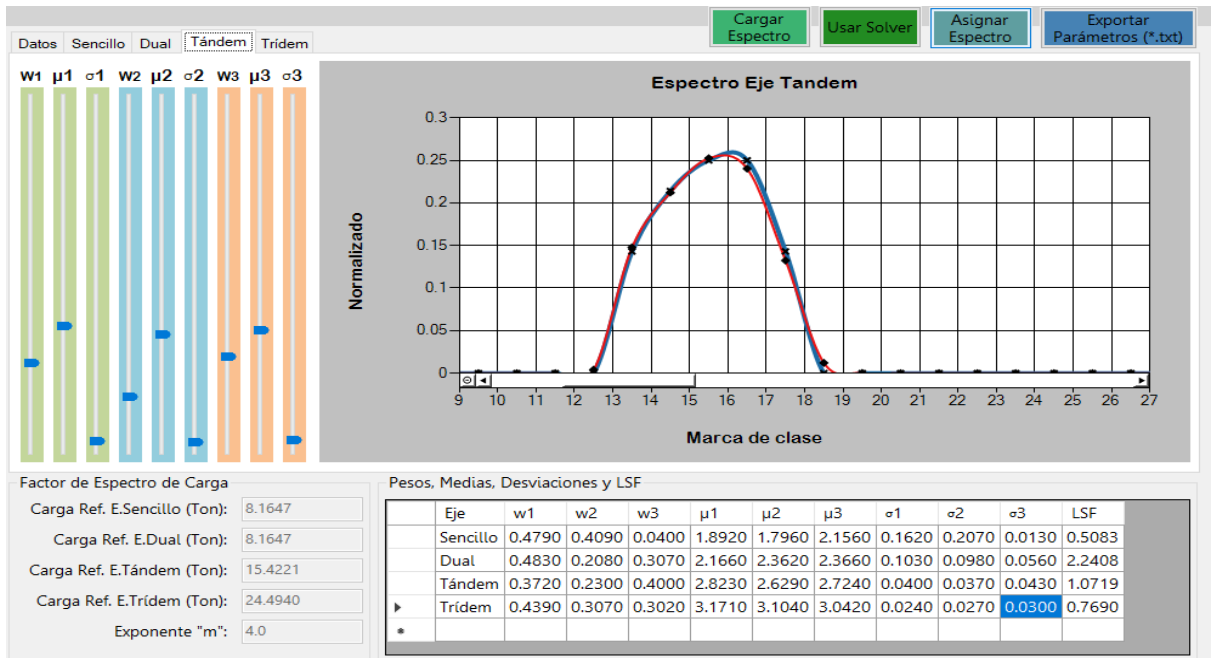 Cargar Espectro
Usar Solver
Asignar Espectro
Exportar Parámetros (*.txt)
Datos Sencillo Dual Tándem Trídem
W1 µ1 σ1 W2 µ2 σ2 W3 µ3 σ3
Espectro Eje Tandem
Normalizado
0.3
0.25
0.2
0.15
0.1
0.05
0
9 10 11 12 13 14 15 16 17 18 19 20 21 22 23 24 25 26 27
Marca de clase
Factor de Espectro de Carga
Carga Ref. E.Sencillo (Ton): 8.1647
Carga Ref. E.Dual (Ton): 8.1647
Carga Ref. E.Tándem (Ton): 15.4221
Carga Ref. E.Trídem (Ton): 24.4940
Exponente "m": 4.0
Pesos, Medias, Desviaciones y LSF
Eje w1 w2 w3 µ1 µ2 µ3 σ1 σ2 σ3 LSF
Sencillo 0.4790 0.4090 0.0400 1.8920 1.7960 2.1560 0.1620 0.2070 0.0130 0.5083
Dual 0.4830 0.2080 0.3070 2.1660 2.3620 2.3660 0.1030 0.0980 0.0560 2.2408
Tándem 0.3720 0.2300 0.4000 2.8230 2.6290 2.7240 0.0400 0.0370 0.0430 1.0719
Trídem 0.4390 0.3070 0.3020 3.1710 3.1040 3.0420 0.0240 0.0270 0.0300 0.7690